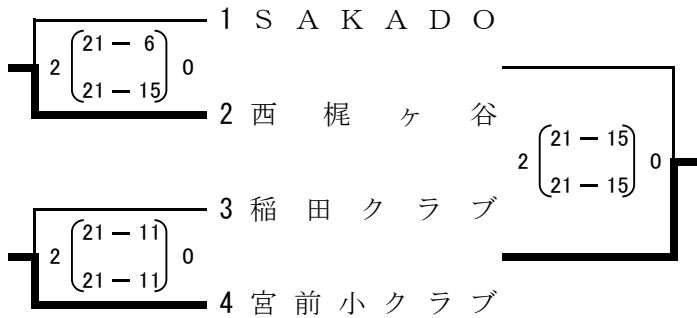 1 SAKADO
2 21 － 6 0
21 － 15
2 西梶ヶ谷
2 21 － 15 0
21 － 15
3 稲田クラブ
2 21 － 11 0
21 － 11
4 宮前小クラブ